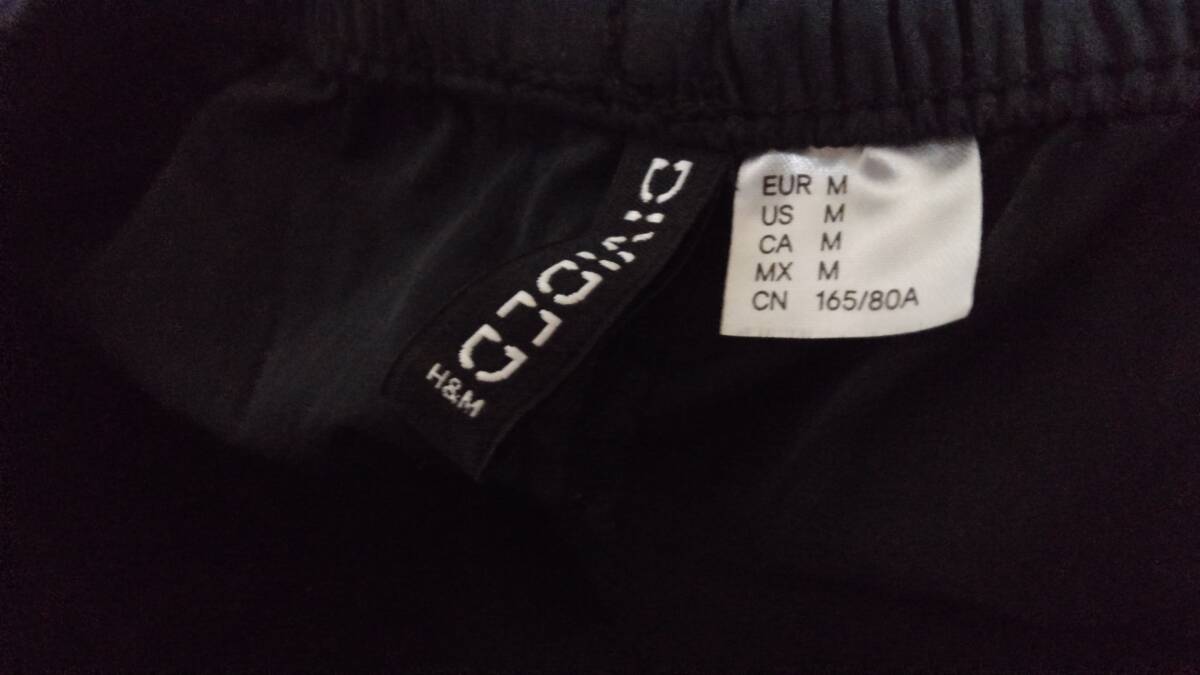 DIVIDED
H&M
EUR M
US M
CA M
MX M
CN 165/80A